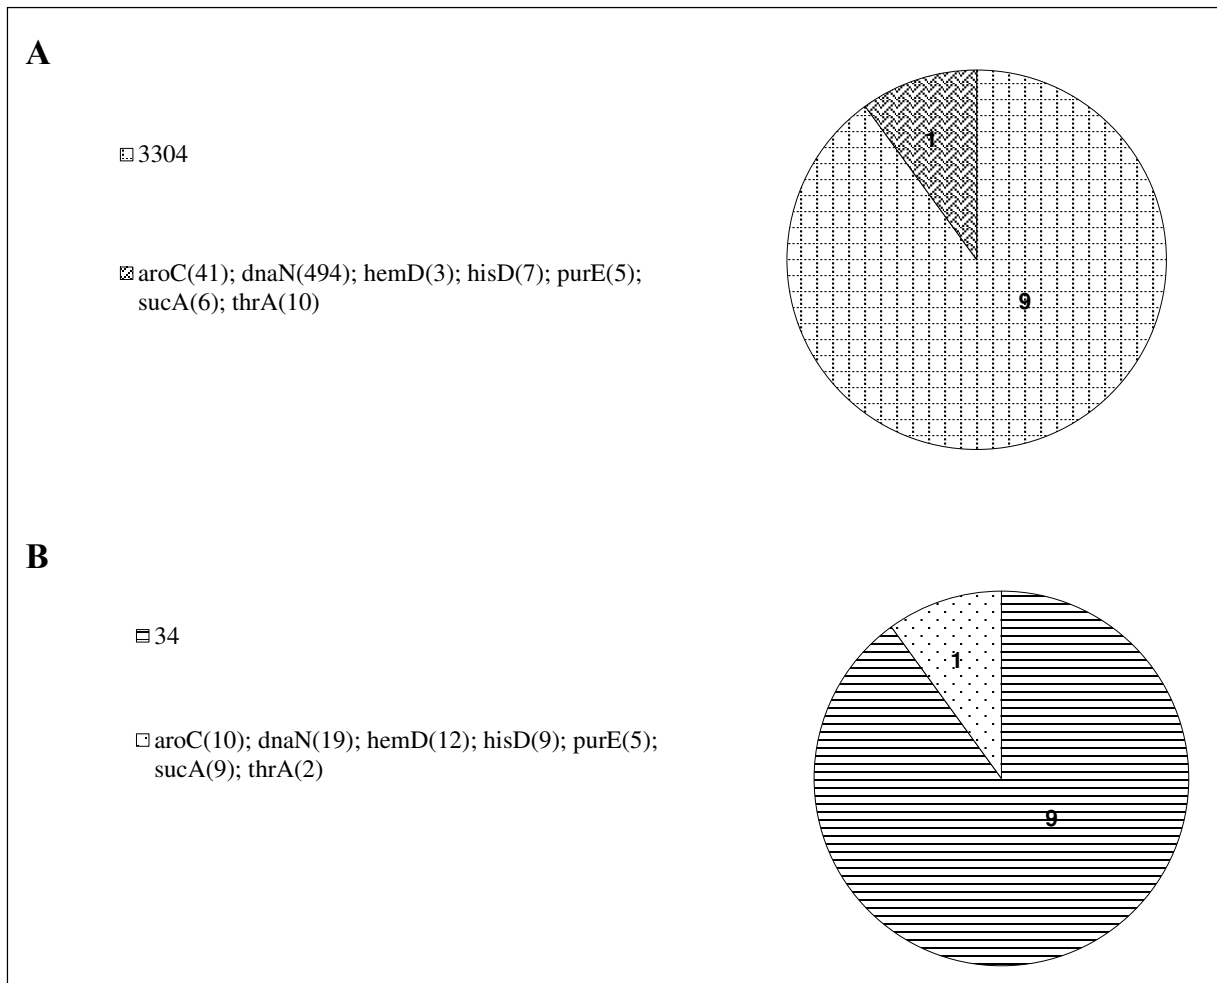 A
3304
aroC(41); dnaN(494); hemD(3); hisD(7); purE(5);
sucA(6); thrA(10)
1
9
B
34
aroC(10); dnaN(19); hemD(12); hisD(9); purE(5);
sucA(9); thrA(2)
1
9